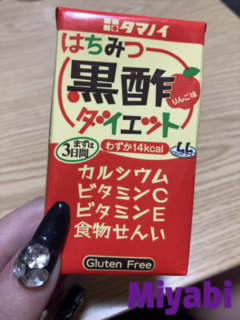 タマノイ
はちみつ
黒酢
りんご味
ダイエット
まずは
3日間
わずか14kcal
カルシウム
ビタミンC
ビタミンE
食物せんい
Gluten Free
Miyabi